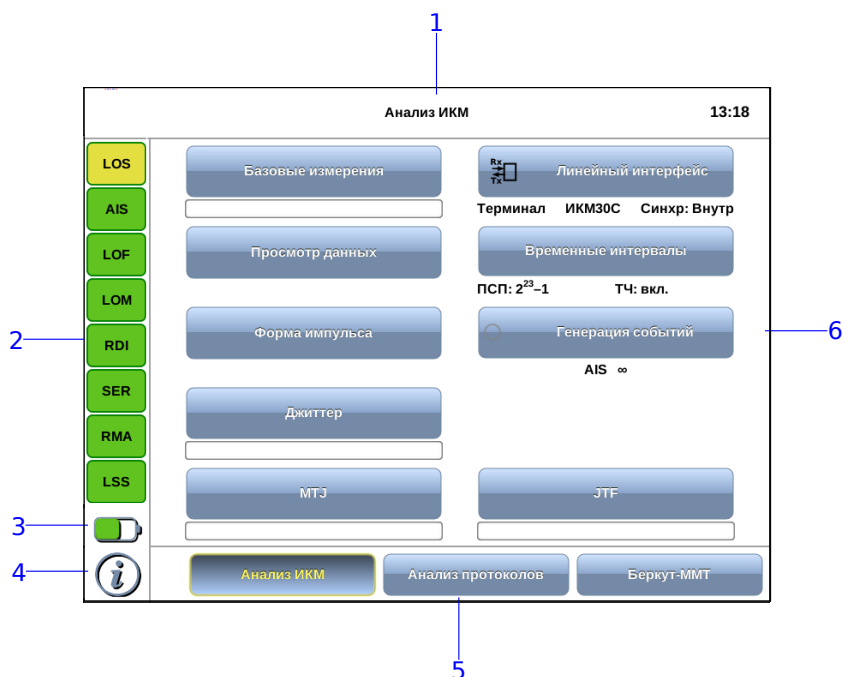 1
Анализ ИКМ 13:18
LOS
AIS
LOF
LOM
RDI
SER
RMA
LSS
2
3
4
i
Базовые измерения
Просмотр данных
Форма импульса
Джиттер
MTJ
Rx
Tx
Линейный интерфейс
Терминал ИКМ30С Синхр: Внутр
Временные интервалы
ПСП: 2²³–1 ТЧ: вкл.
Генерация событий
AIS ∞
JTF
6
Анализ ИКМ Анализ протоколов Беркут-ММТ
5